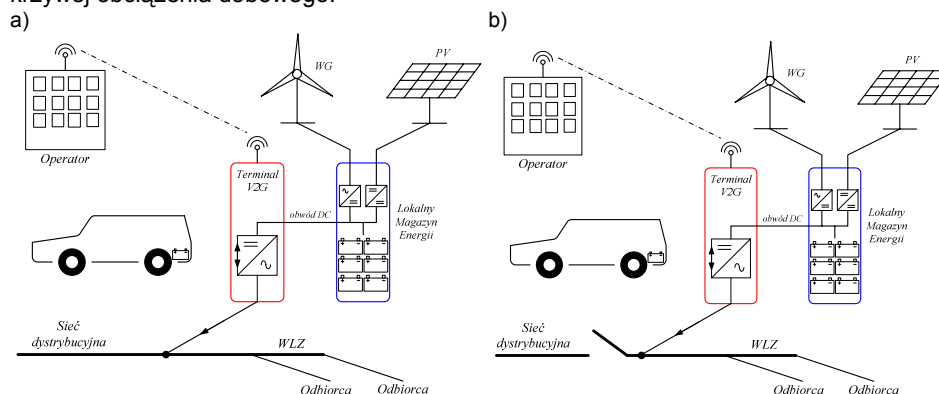 krzywej obciążenia dobowego.
a)
b)
WG
PV
Operator
Terminal
V2G
obwód DC
Lokalny
Magazyn
Energii
Sieć
dystrybucyjna
WLZ
Odbiorca
Odbiorca
WG
PV
Operator
Terminal
V2G
obwód DC
Lokalny
Magazyn
Energii
Sieć
dystrybucyjna
WLZ
Odbiorca
Odbiorca